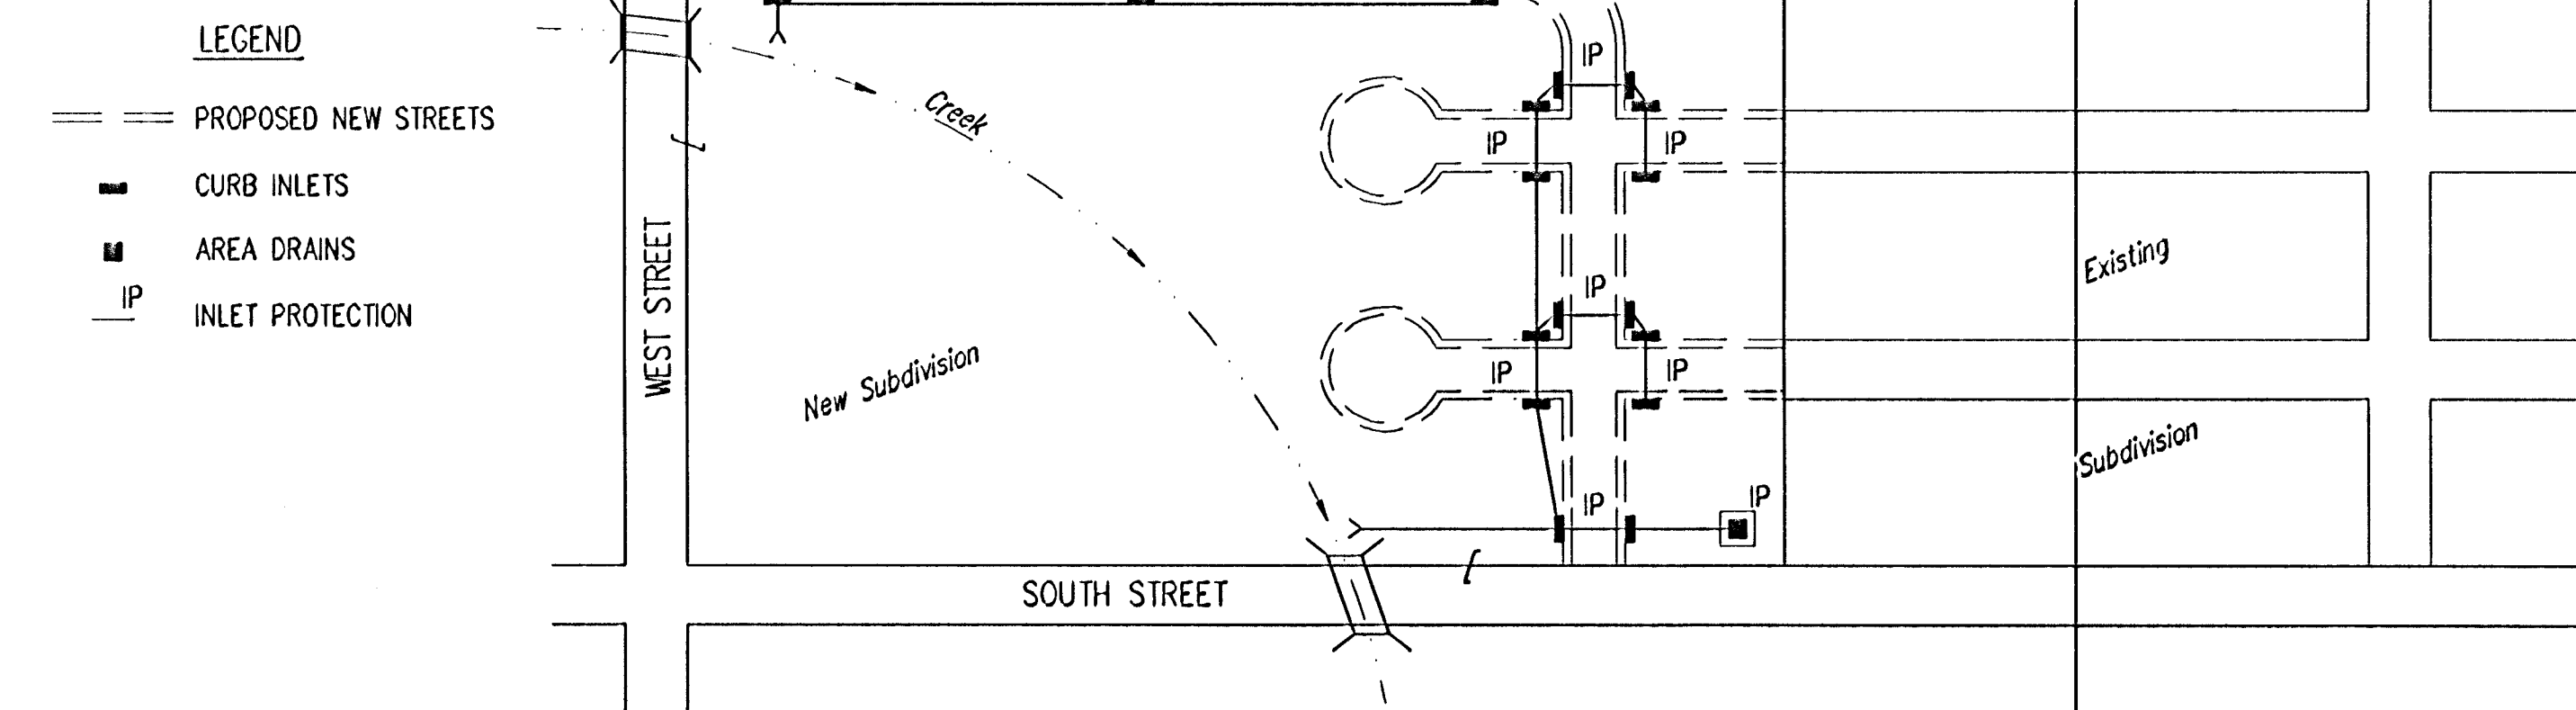 LEGEND
PROPOSED NEW STREETS
CURB INLETS
AREA DRAINS
IP
INLET PROTECTION
WEST STREET
Creek
New Subdivision
IP
IP
IP
IP
IP
IP
IP
IP
Existing
Subdivision
SOUTH STREET